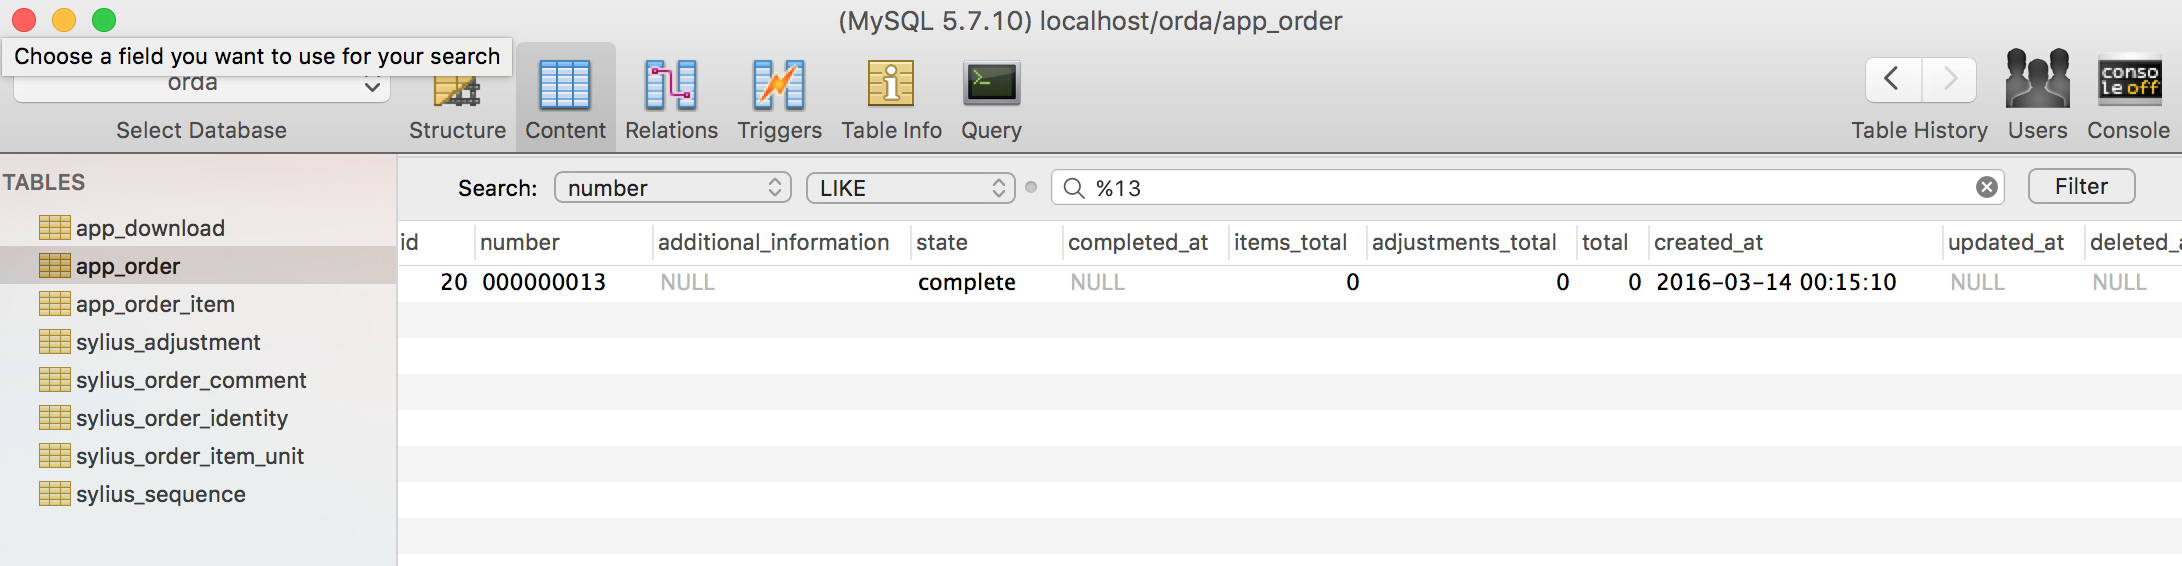 (MySQL 5.7.10) localhost/orda/app_order
Choose a field you want to use for your search
orda
Select Database
Structure
Content
Relations
Triggers
Table Info
Query
Table History
Users
conso
le off
Console
TABLES
app_download
app_order
app_order_item
sylius_adjustment
sylius_order_comment
sylius_order_identity
sylius_order_item_unit
sylius_sequence
Search: number LIKE %13 Filter
id number additional_information state completed_at items_total adjustments_total total created_at updated_at deleted_a
20 000000013 NULL complete NULL 0 0 0 2016-03-14 00:15:10 NULL NULL